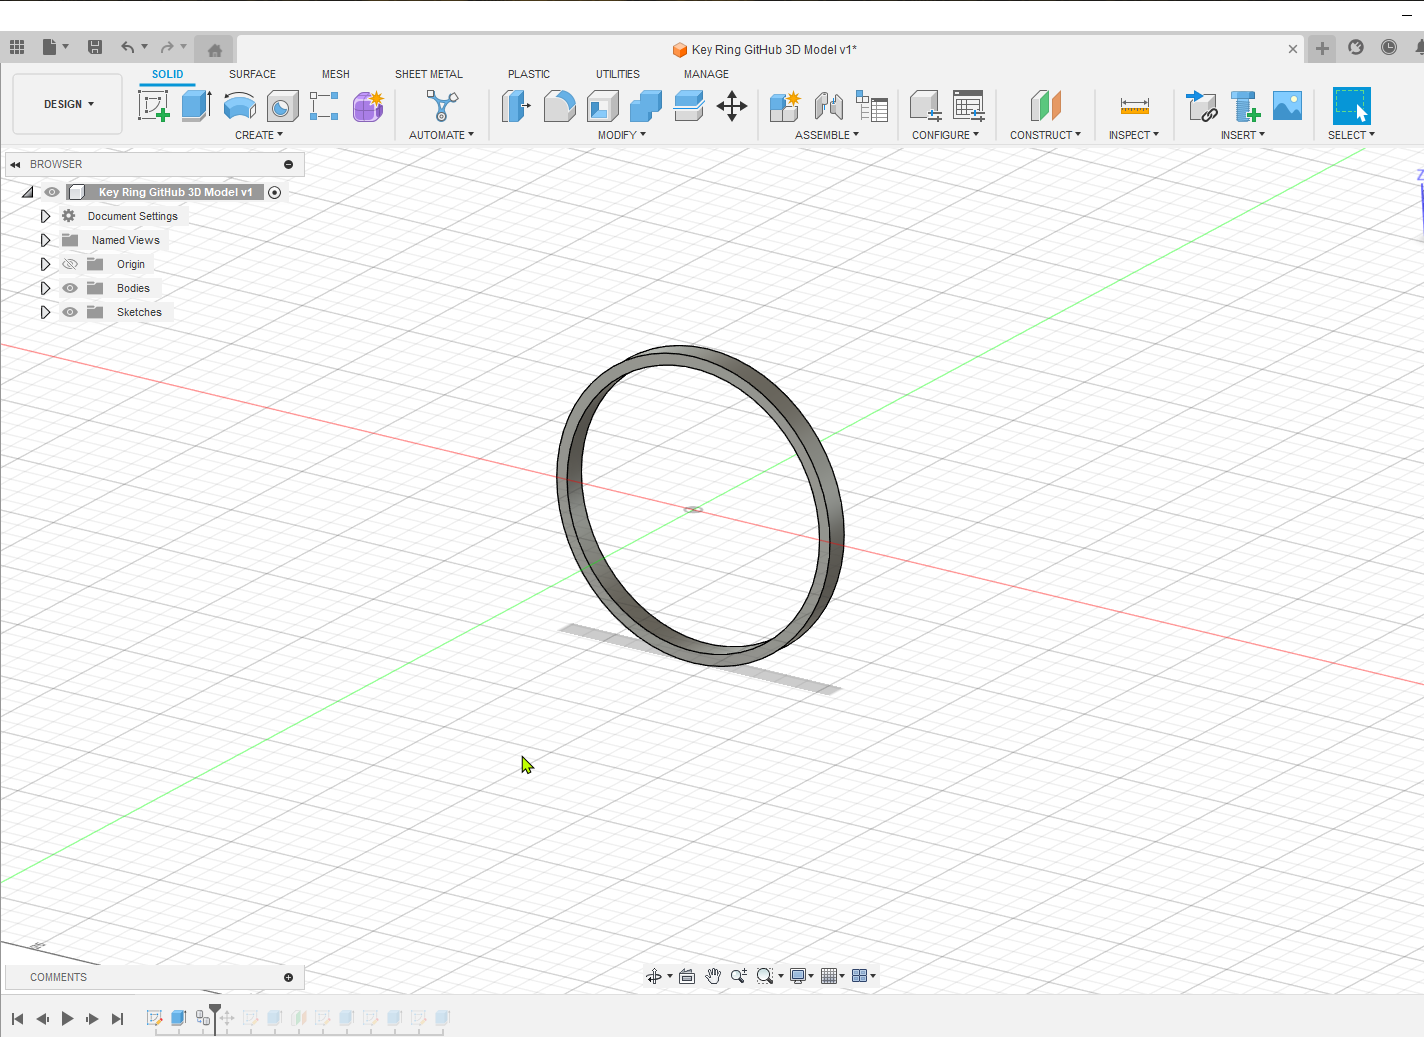 Key Ring GitHub 3D Model v1*
SOLID SURFACE MESH SHEET METAL PLASTIC UTILITIES MANAGE
DESIGN
CREATE AUTOMATE MODIFY ASSEMBLE CONFIGURE CONSTRUCT INSPECT INSERT SELECT
BROWSER
Key Ring GitHub 3D Model v1
Document Settings
Named Views
Origin
Bodies
Sketches
Z
COMMENTS